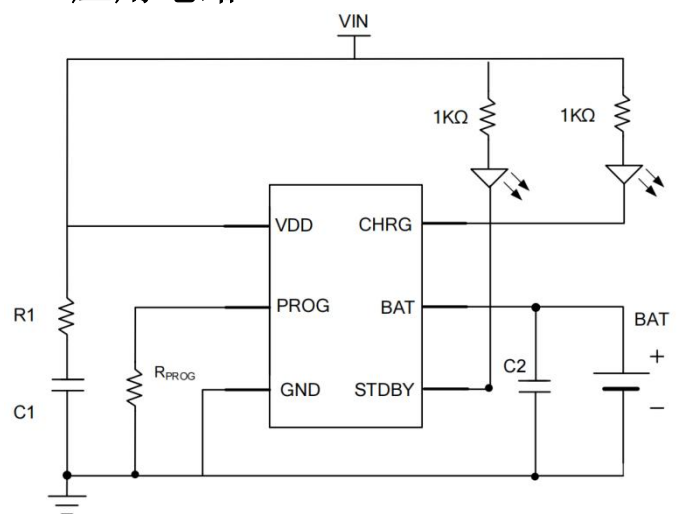 VIN
1KΩ
1KΩ
VDD
CHRG
R1
PROG
BAT
BAT
+
RPROG
C2
C1
GND
STDBY
−